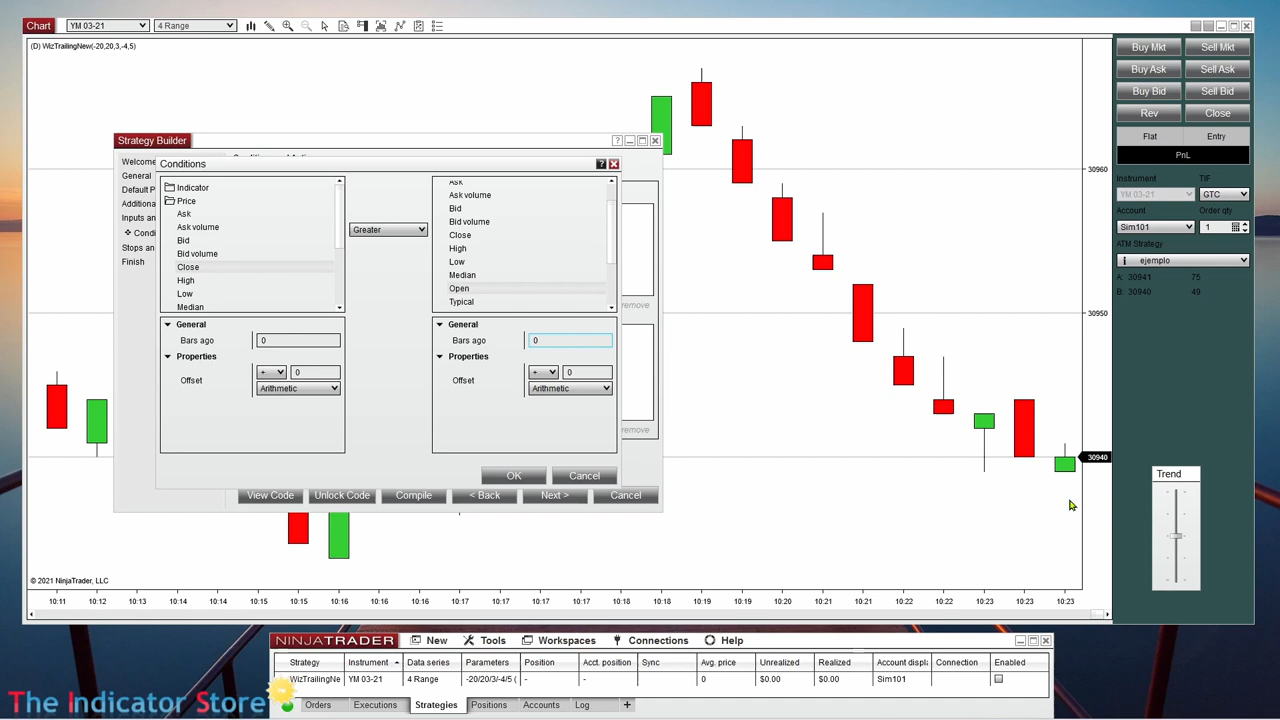 Chart
YM 03-21
4 Range
(D) WizTrailingNew(-20,20,3,-4,5)
Buy Mkt
Sell Mkt
Buy Ask
Sell Ask
Buy Bid
Sell Bid
Rev
Close
Flat
Entry
PnL
Instrument
TIF
YM 03-21
GTC
Account
Order qty
Sim101
1
ATM Strategy
ejemplo
A: 30941 75
B: 30940 49
Trend
30960
30950
30940
Strategy Builder
?
Welcome
General
Default P
Additiona
Inputs an
Condi
Stops an
Finish
Conditions
?
Indicator
Price
Ask
Ask volume
Bid
Bid volume
Close
High
Low
Median
Greater
Ask
Ask volume
Bid
Bid volume
Close
High
Low
Median
Open
Typical
General
Bars ago
0
Properties
Offset
+
0
Arithmetic
General
Bars ago
0
Properties
Offset
+
0
Arithmetic
remove
remove
OK
Cancel
View Code
Unlock Code
Compile
< Back
Next >
Cancel
© 2021 NinjaTrader, LLC
10:11 10:12 10:13 10:14 10:14 10:15 10:15 10:16 10:16 10:17 10:17 10:17 10:17 10:18 10:18 10:19 10:19 10:20 10:21 10:21 10:22 10:22 10:23 10:23 10:23
NINJATRADER
New
Tools
Workspaces
Connections
Help
Strategy Instrument Data series Parameters Position Acct. position Sync Avg. price Unrealized Realized Account displ Connection Enabled
WizTrailingNe YM 03-21 4 Range -20/20/3/-4/5 ( - - 0 $0.00 $0.00 Sim101
Orders Executions Strategies Positions Accounts Log +
The Indicator Store